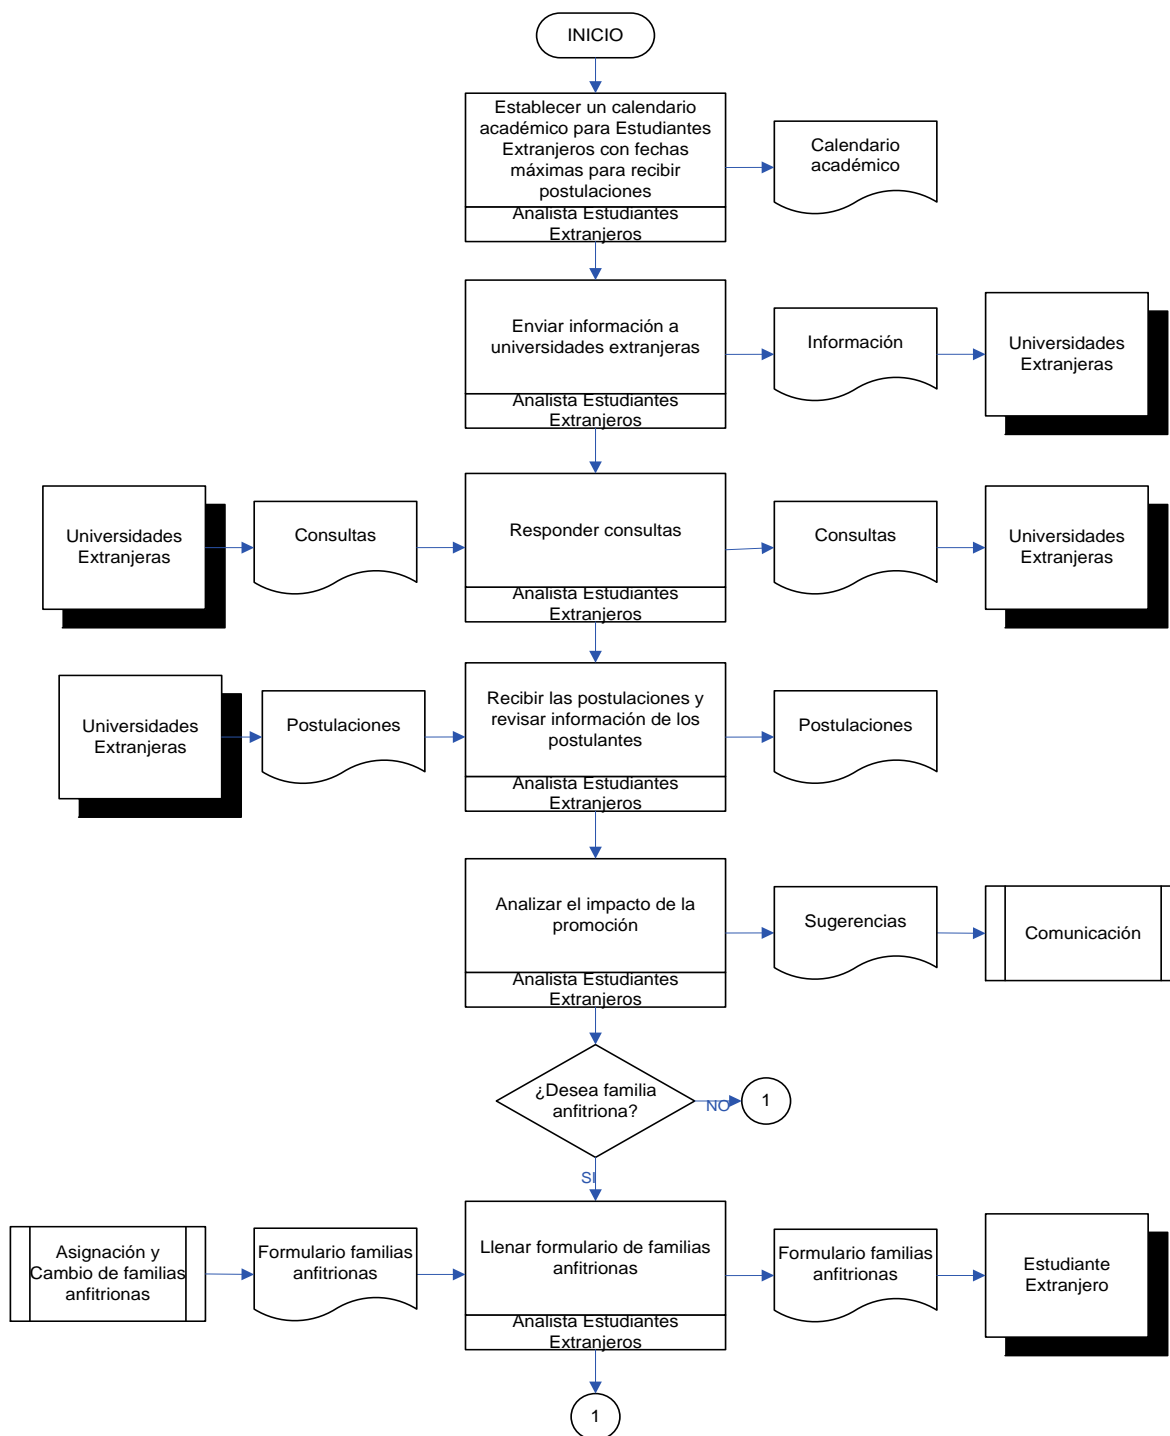 INICIO
Establecer un calendario
académico para Estudiantes
Extranjeros con fechas
máximas para recibir
postulaciones
Analista Estudiantes
Extranjeros
Calendario
académico
Enviar información a
universidades extranjeras
Analista Estudiantes
Extranjeros
Información
Universidades
Extranjeras
Universidades
Extranjeras
Consultas
Responder consultas
Analista Estudiantes
Extranjeros
Consultas
Universidades
Extranjeras
Universidades
Extranjeras
Postulaciones
Recibir las postulaciones y
revisar información de los
postulantes
Analista Estudiantes
Extranjeros
Postulaciones
Analizar el impacto de la
promoción
Analista Estudiantes
Extranjeros
Sugerencias
Comunicación
¿Desea familia
anfitriona?
NO
1
SI
Asignación y
Cambio de familias
anfitrionas
Formulario familias
anfitrionas
Llenar formulario de familias
anfitrionas
Analista Estudiantes
Extranjeros
Formulario familias
anfitrionas
Estudiante
Extranjero
1